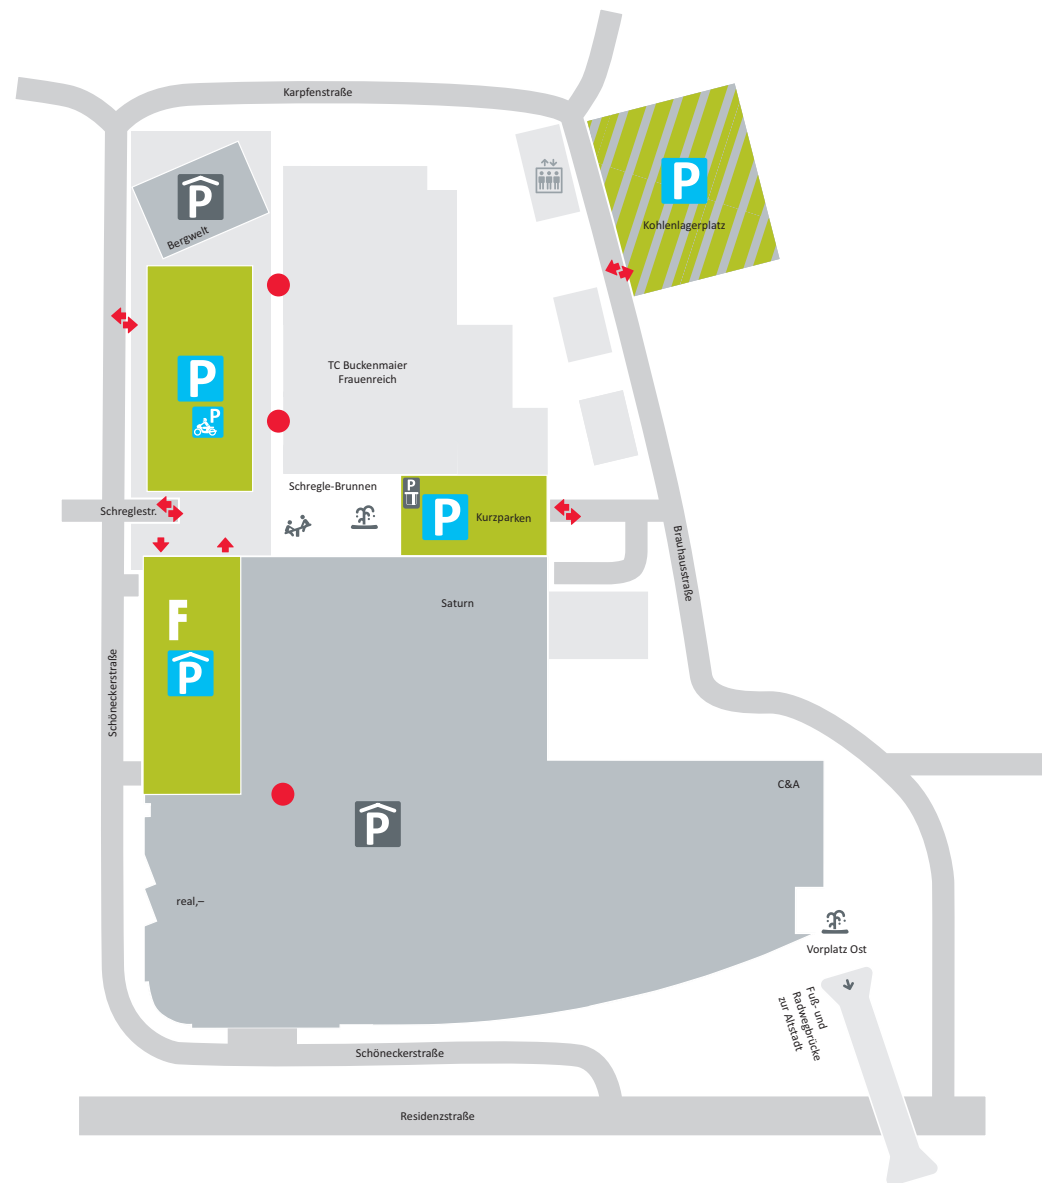 Karpfenstraße
P
P
Kohlenlagerplatz
Bergwelt
TC Buckenmaier
Frauenreich
P
P
Schregle-Brunnen
P
P
Kurzparken
Schreglestr.
Brauhausstraße
Saturn
F
P
Schöneckerstraße
C&A
P
real,–
Vorplatz Ost
Fuß- und
Radwegbrücke
zur Altstadt
Schöneckerstraße
Residenzstraße